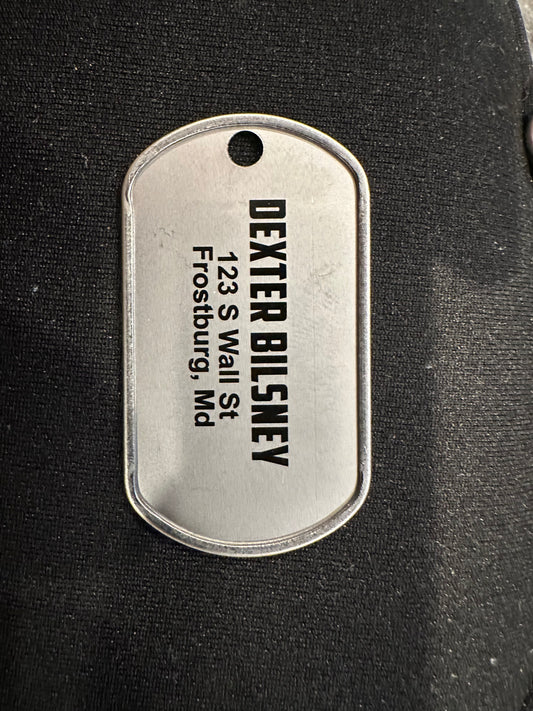 DEXTER BILSNEY
123 S Wall St
Frostburg, Md